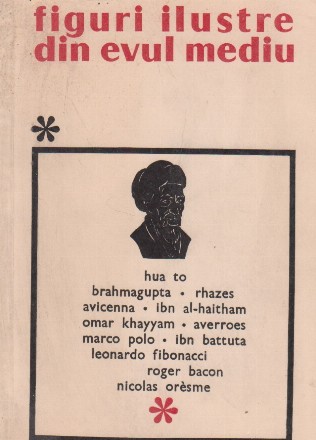 figuri ilustre
din evul mediu
hua to
brahmagupta • rhazes
avicenna • ibn al-haitham
omar khayyam • averroes
marco polo • ibn battuta
leonardo fibonacci
roger bacon
nicolas orèsme